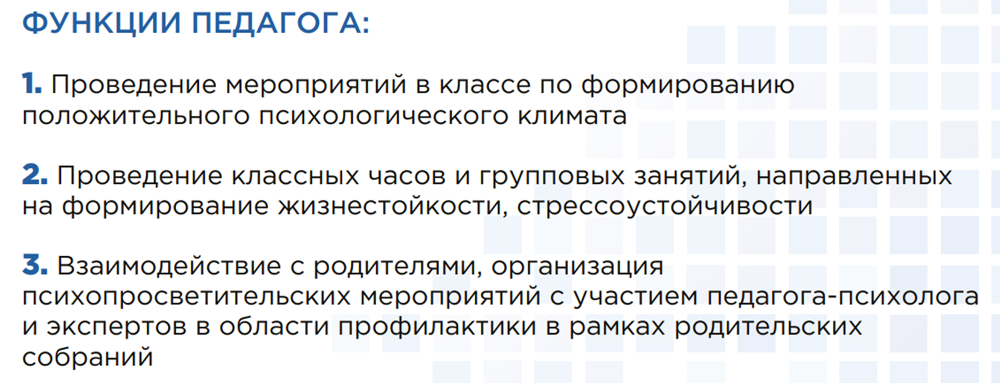 ФУНКЦИИ ПЕДАГОГА:
1. Проведение мероприятий в классе по формированию
положительного психологического климата
2. Проведение классных часов и групповых занятий, направленных
на формирование жизнестойкости, стрессоустойчивости
3. Взаимодействие с родителями, организация
психопросветительских мероприятий с участием педагога-психолога
и экспертов в области профилактики в рамках родительских
собраний